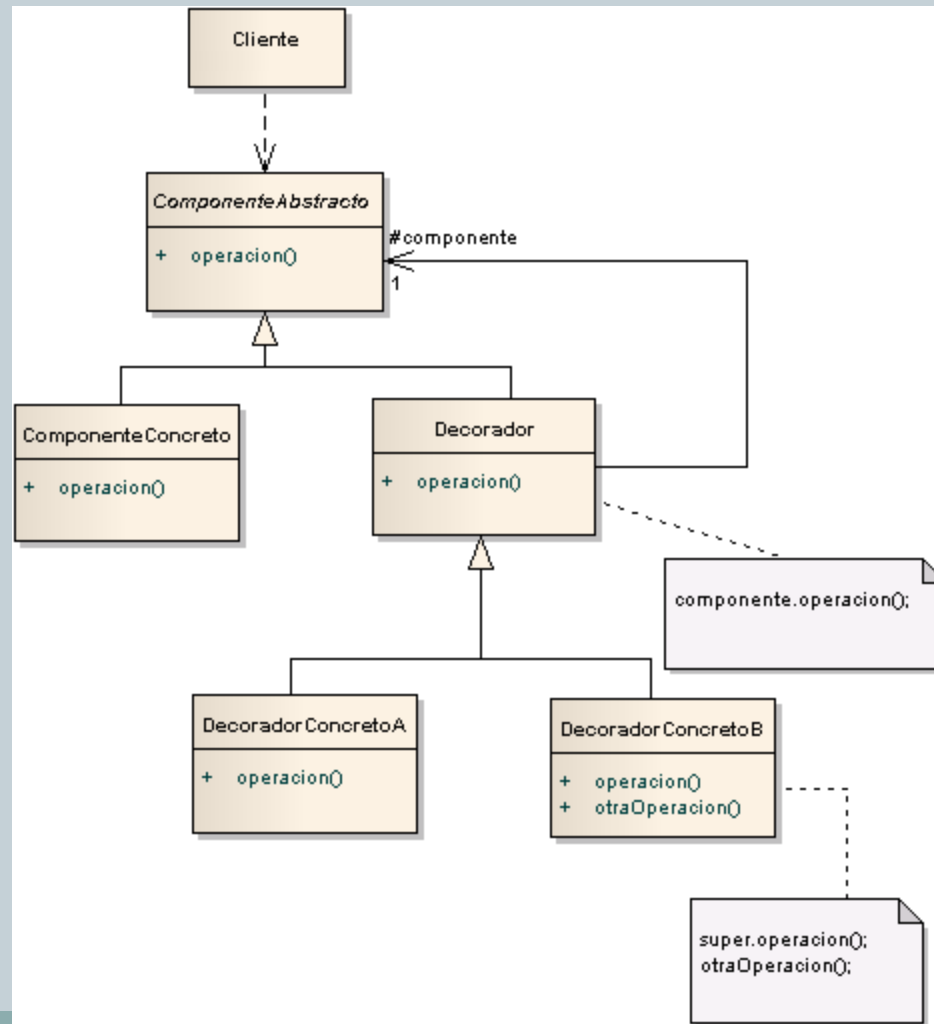 Cliente
ComponenteAbstracto
+ operacion()
#componente
1
ComponenteConcreto
+ operacion()
Decorador
+ operacion()
componente.operacion();
DecoradorConcretoA
+ operacion()
DecoradorConcretoB
+ operacion()
+ otraOperacion()
super.operacion();
otraOperacion();